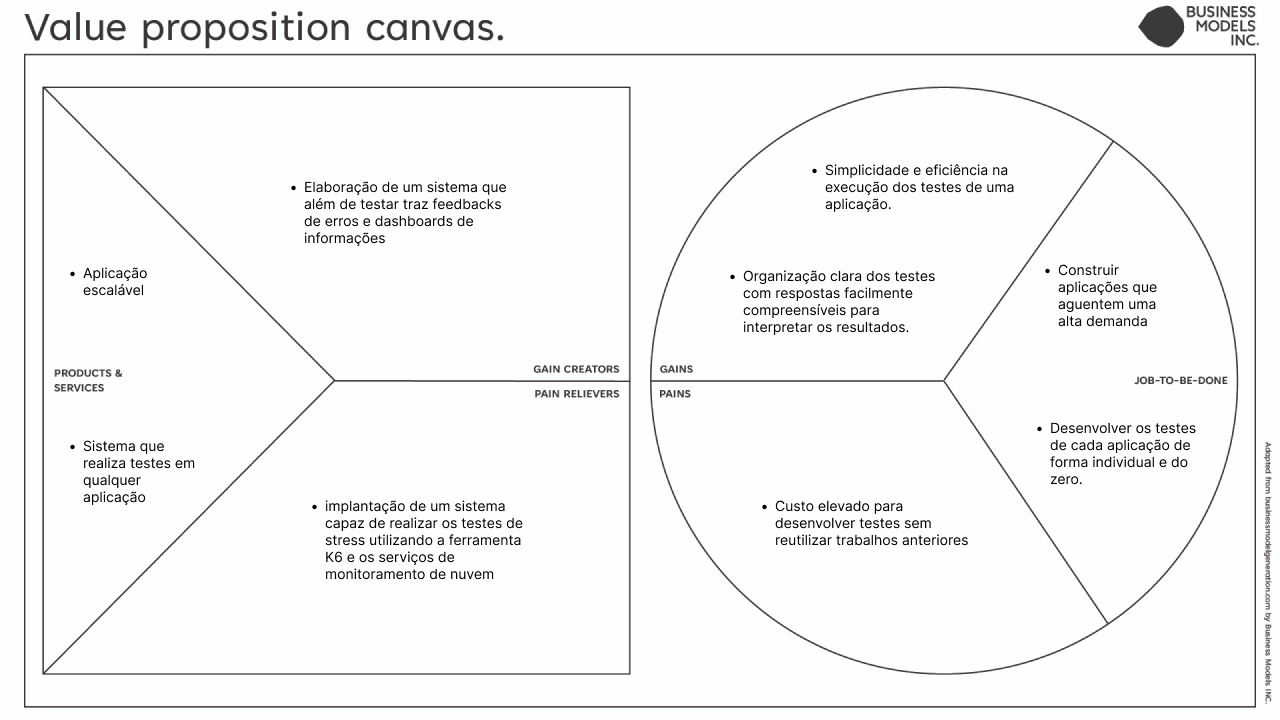 Value proposition canvas.
BUSINESS
MODELS
INC.
• Aplicação
escalável
PRODUCTS &
SERVICES
• Sistema que
realiza testes em
qualquer
aplicação
• Elaboração de um sistema que
além de testar traz feedbacks
de erros e dashboards de
informações
GAIN CREATORS
PAIN RELIEVERS
• implantação de um sistema
capaz de realizar os testes de
stress utilizando a ferramenta
K6 e os serviços de
monitoramento de nuvem
• Simplicidade e eficiência na
execução dos testes de uma
aplicação.
• Organização clara dos testes
com respostas facilmente
compreensíveis para
interpretar os resultados.
GAINS
PAINS
• Custo elevado para
desenvolver testes sem
reutilizar trabalhos anteriores
• Construir
aplicações que
aguentem uma
alta demanda
JOB-TO-BE-DONE
• Desenvolver os testes
de cada aplicação de
forma individual e do
zero.
Adapted from businessmodelgeneration.com by Business Models INC.